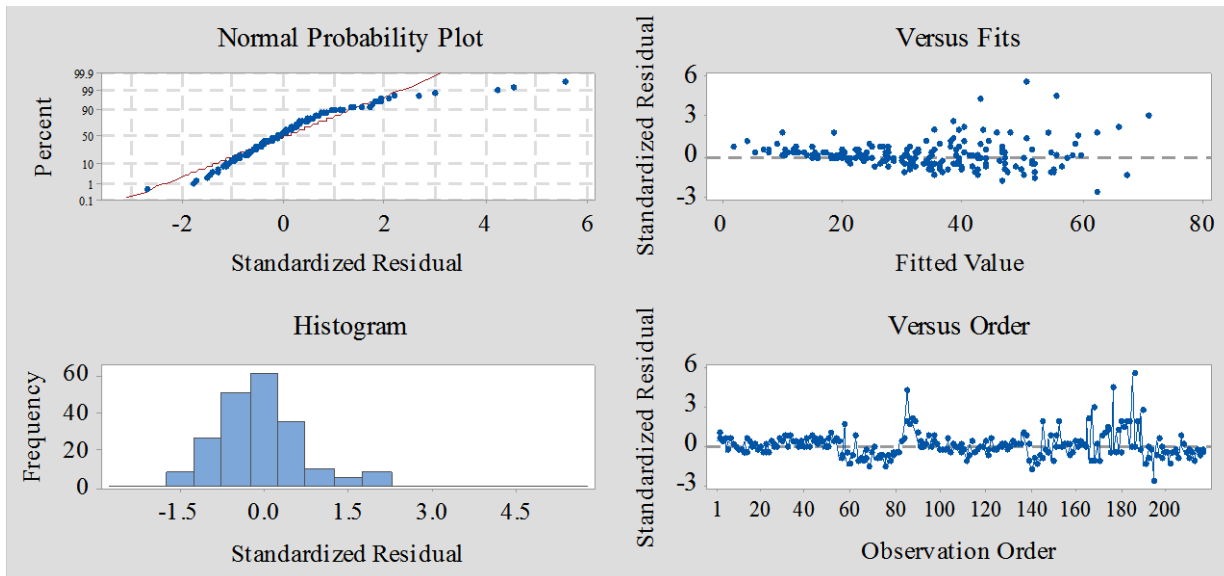 Normal Probability Plot
Percent
99.9
99
90
50
10
1
0.1
-2 0 2 4 6
Standardized Residual
Versus Fits
Standardized Residual
6
3
0
-3
0 20 40 60 80
Fitted Value
Histogram
Frequency
60
40
20
0
-1.5 0.0 1.5 3.0 4.5
Standardized Residual
Versus Order
Standardized Residual
6
3
0
-3
1 20 40 60 80 100 120 140 160 180 200
Observation Order